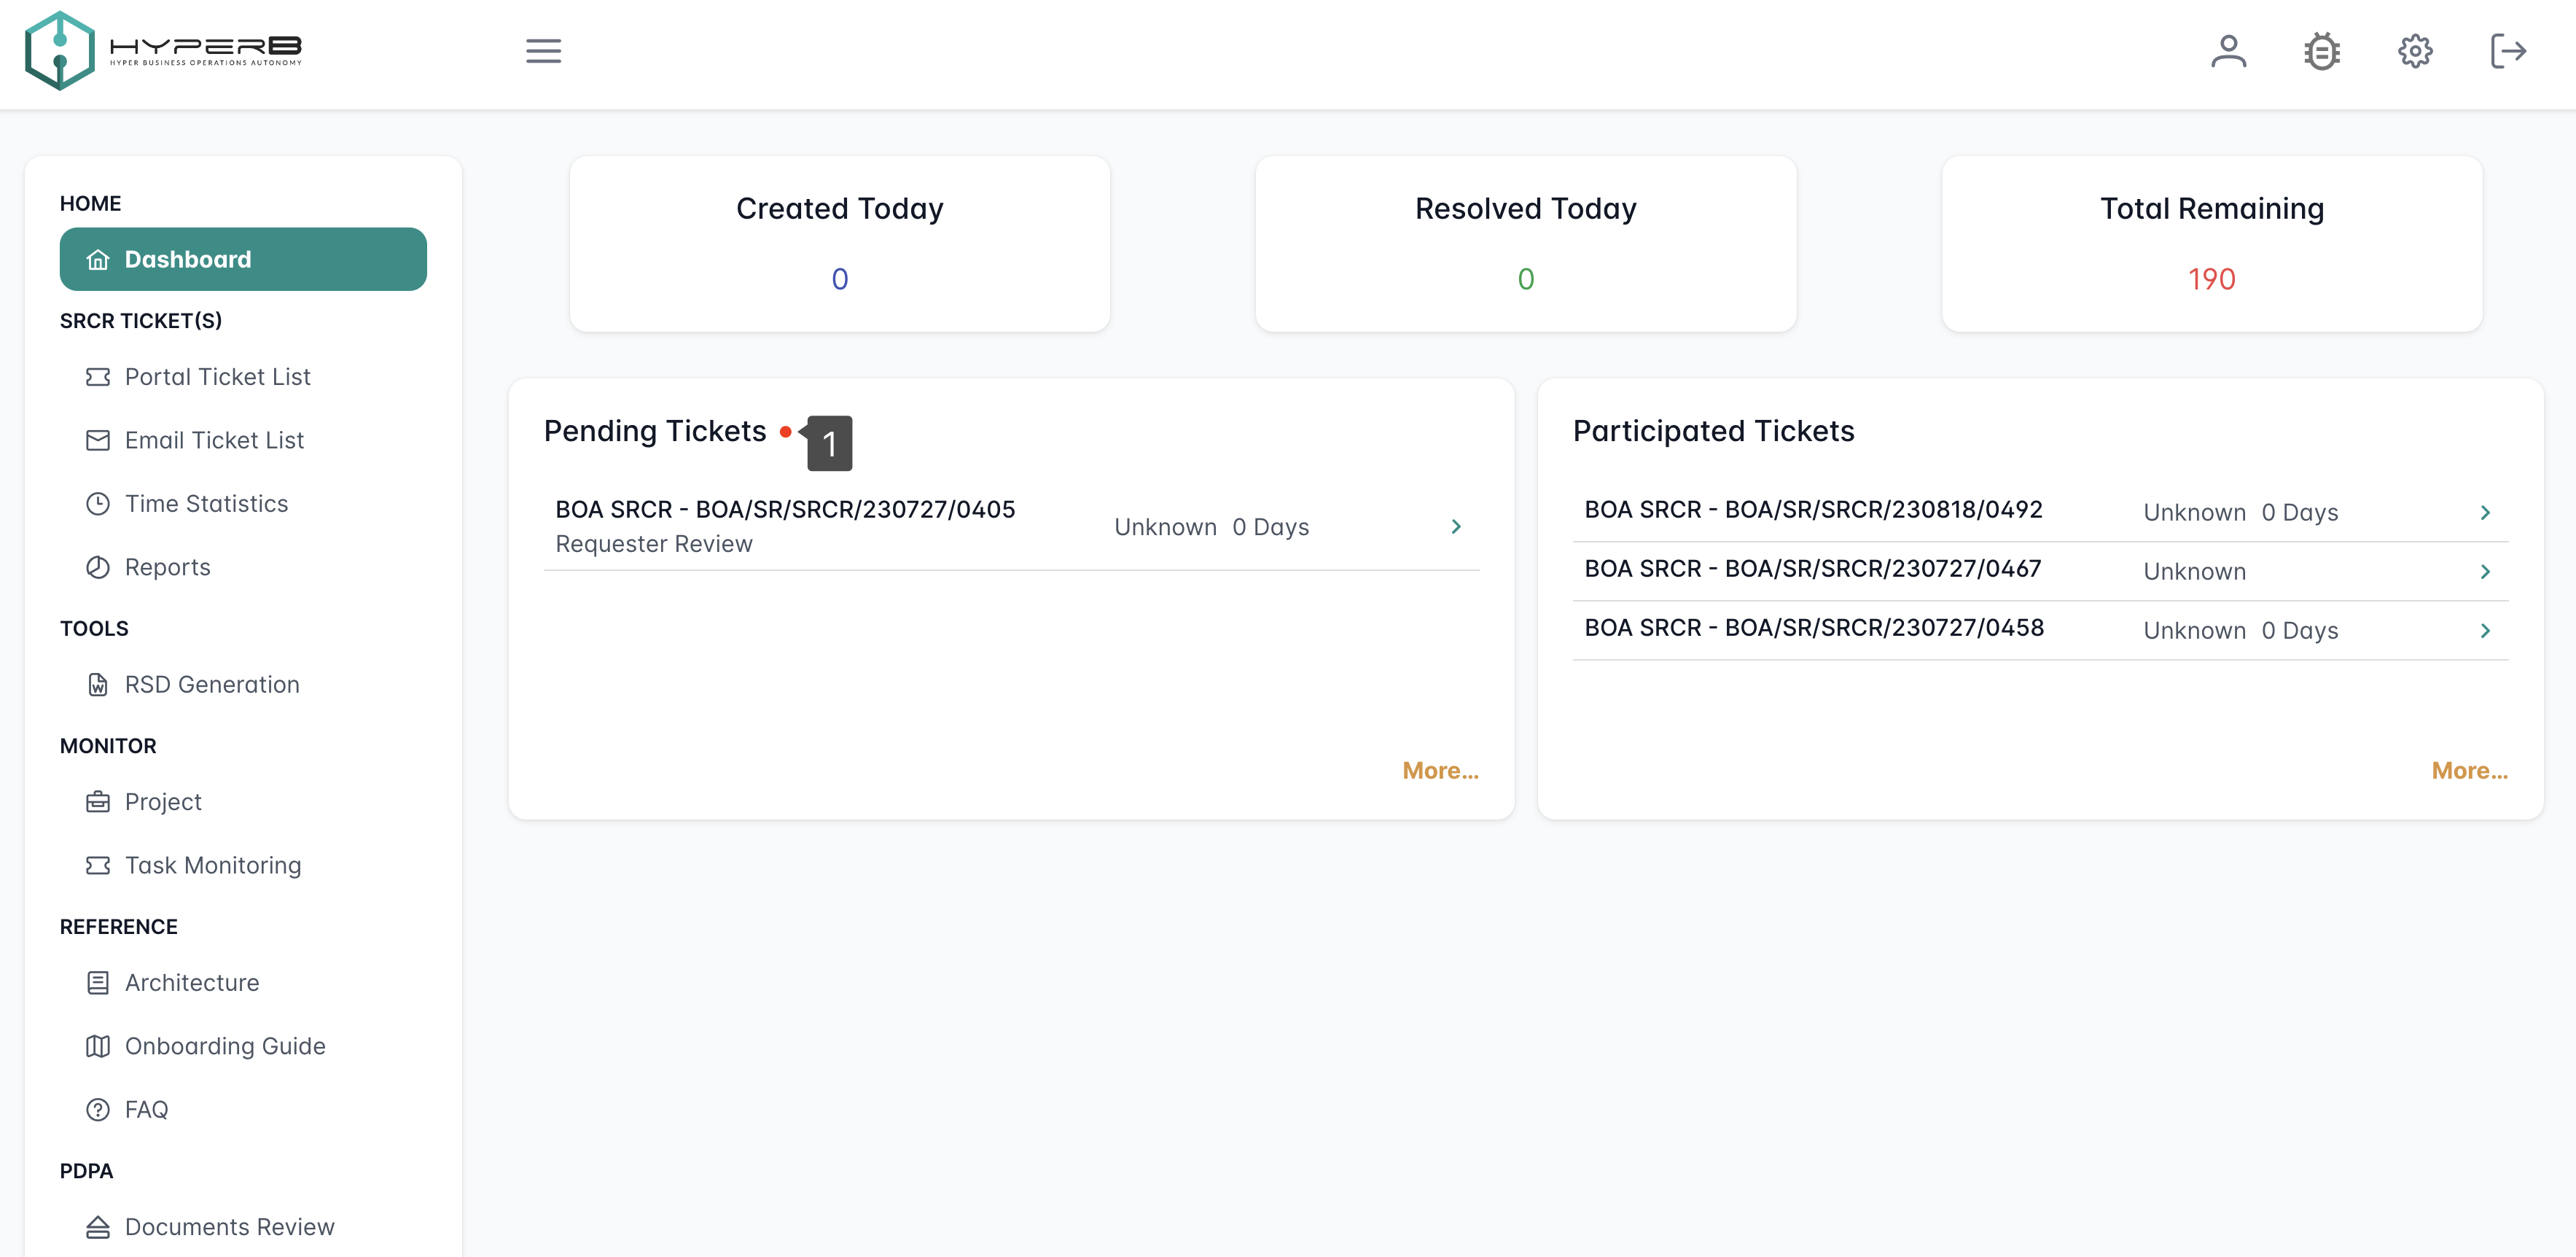 HYPERB
HYPER BUSINESS OPERATIONS AUTONOMY
HOME
Dashboard
SRCR TICKET(S)
Portal Ticket List
Email Ticket List
Time Statistics
Reports
TOOLS
RSD Generation
MONITOR
Project
Task Monitoring
REFERENCE
Architecture
Onboarding Guide
FAQ
PDPA
Documents Review
Created Today
0
Resolved Today
0
Total Remaining
190
Pending Tickets 1
BOA SRCR - BOA/SR/SRCR/230727/0405
Requester Review
Unknown 0 Days
More...
Participated Tickets
BOA SRCR - BOA/SR/SRCR/230818/0492 Unknown 0 Days
BOA SRCR - BOA/SR/SRCR/230727/0467 Unknown
BOA SRCR - BOA/SR/SRCR/230727/0458 Unknown 0 Days
More...